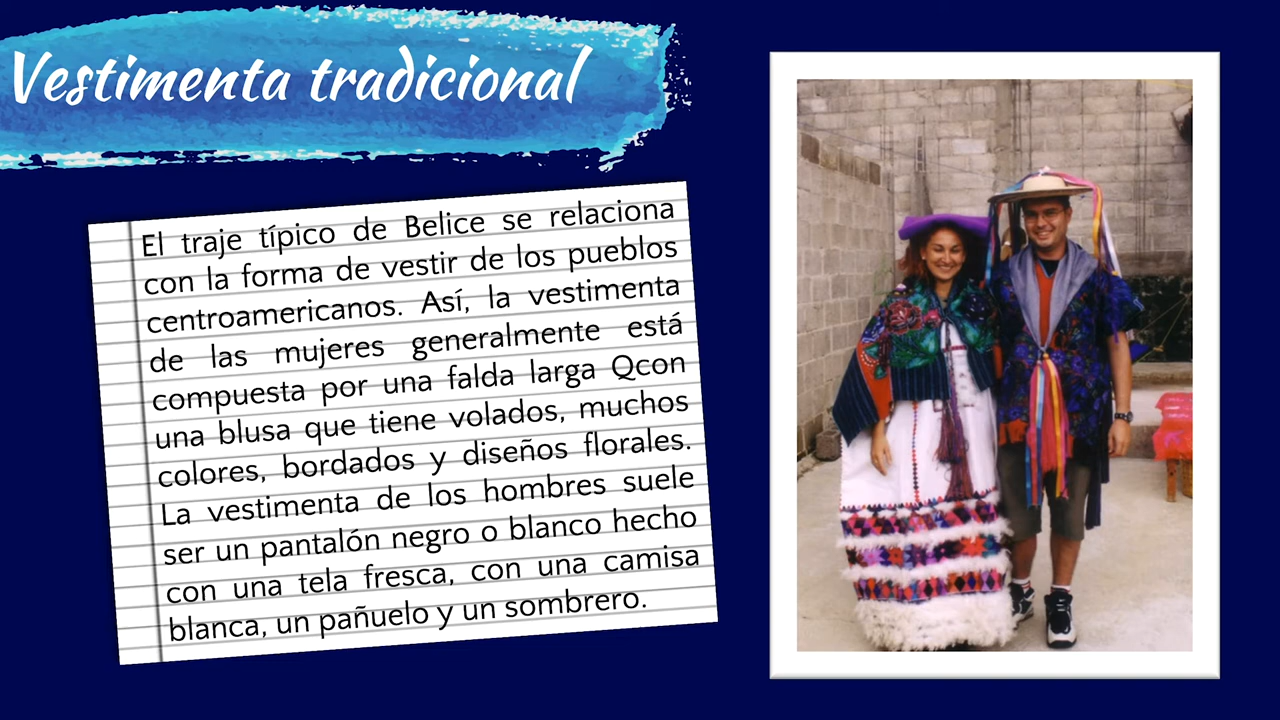 Vestimenta tradicional
El traje típico de Belice se relaciona
con la forma de vestir de los pueblos
centroamericanos. Así, la vestimenta
de las mujeres generalmente está
compuesta por una falda larga Qcon
una blusa que tiene volados, muchos
colores, bordados y diseños florales.
La vestimenta de los hombres suele
ser un pantalón negro o blanco hecho
con una tela fresca, con una camisa
blanca, un pañuelo y un sombrero.